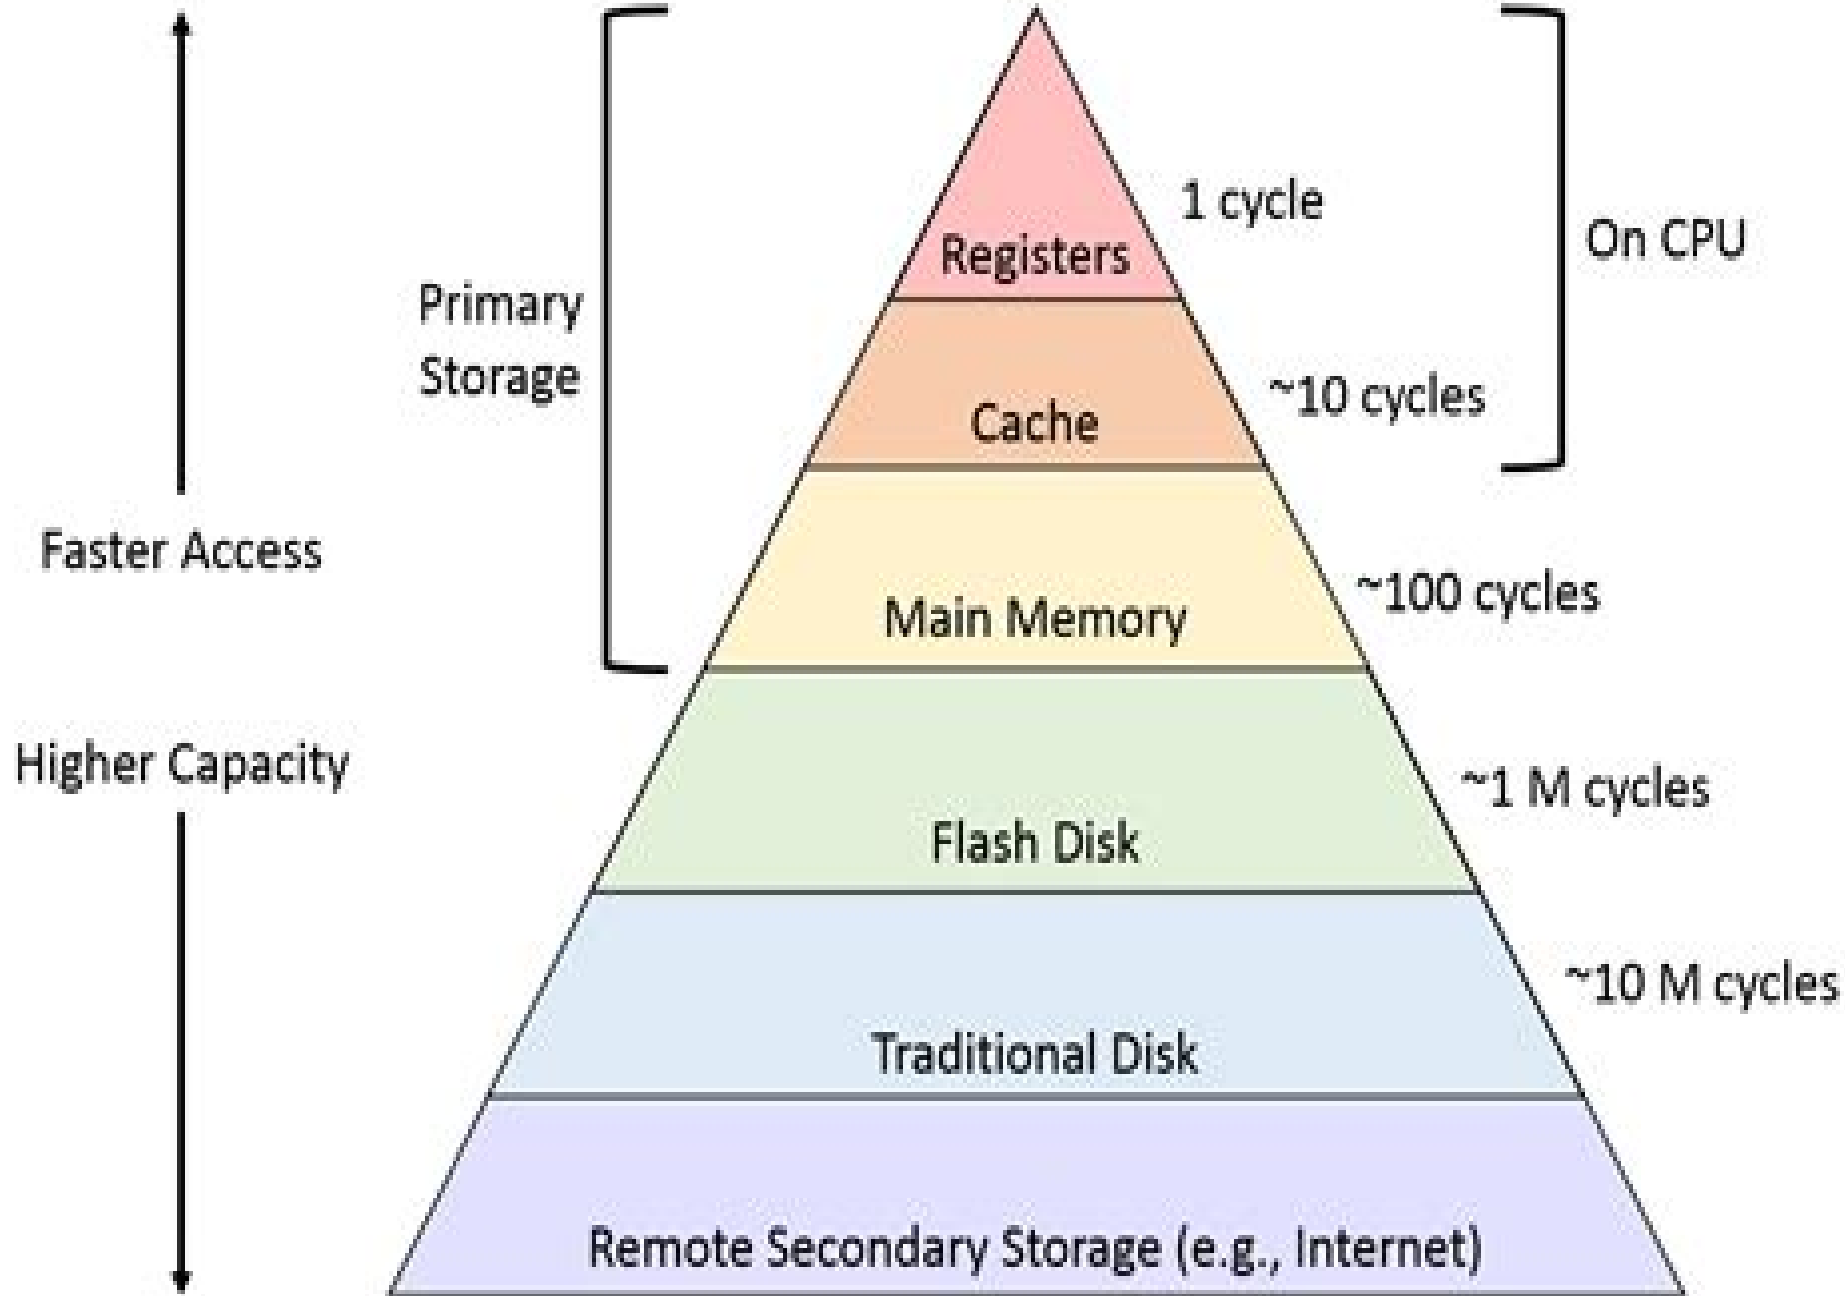 1 cycle
Registers
On CPU
Primary
Storage
~10 cycles
Cache
Faster Access
~100 cycles
Main Memory
Higher Capacity
~1 M cycles
Flash Disk
~10 M cycles
Traditional Disk
Remote Secondary Storage (e.g., Internet)